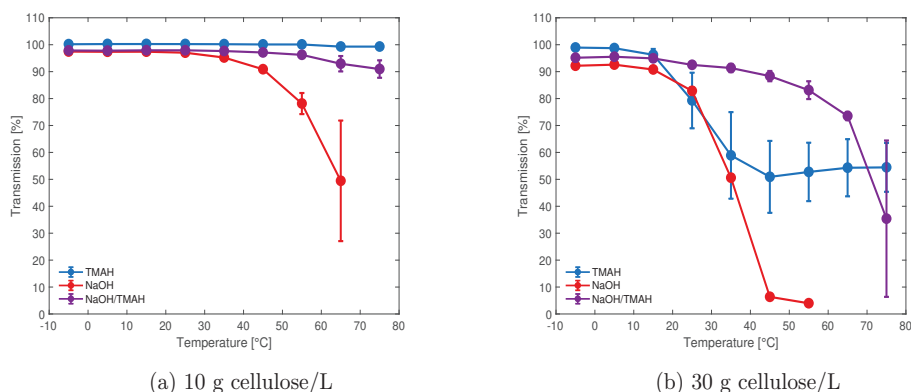 110
100
90
80
70
60
50
40
30
20
10
0
Transmission [%]
TMAH
NaOH
NaOH/TMAH
-10 0 10 20 30 40 50 60 70 80
Temperature [°C]
(a) 10 g cellulose/L
110
100
90
80
70
60
50
40
30
20
10
0
Transmission [%]
TMAH
NaOH
NaOH/TMAH
-10 0 10 20 30 40 50 60 70 80
Temperature [°C]
(b) 30 g cellulose/L